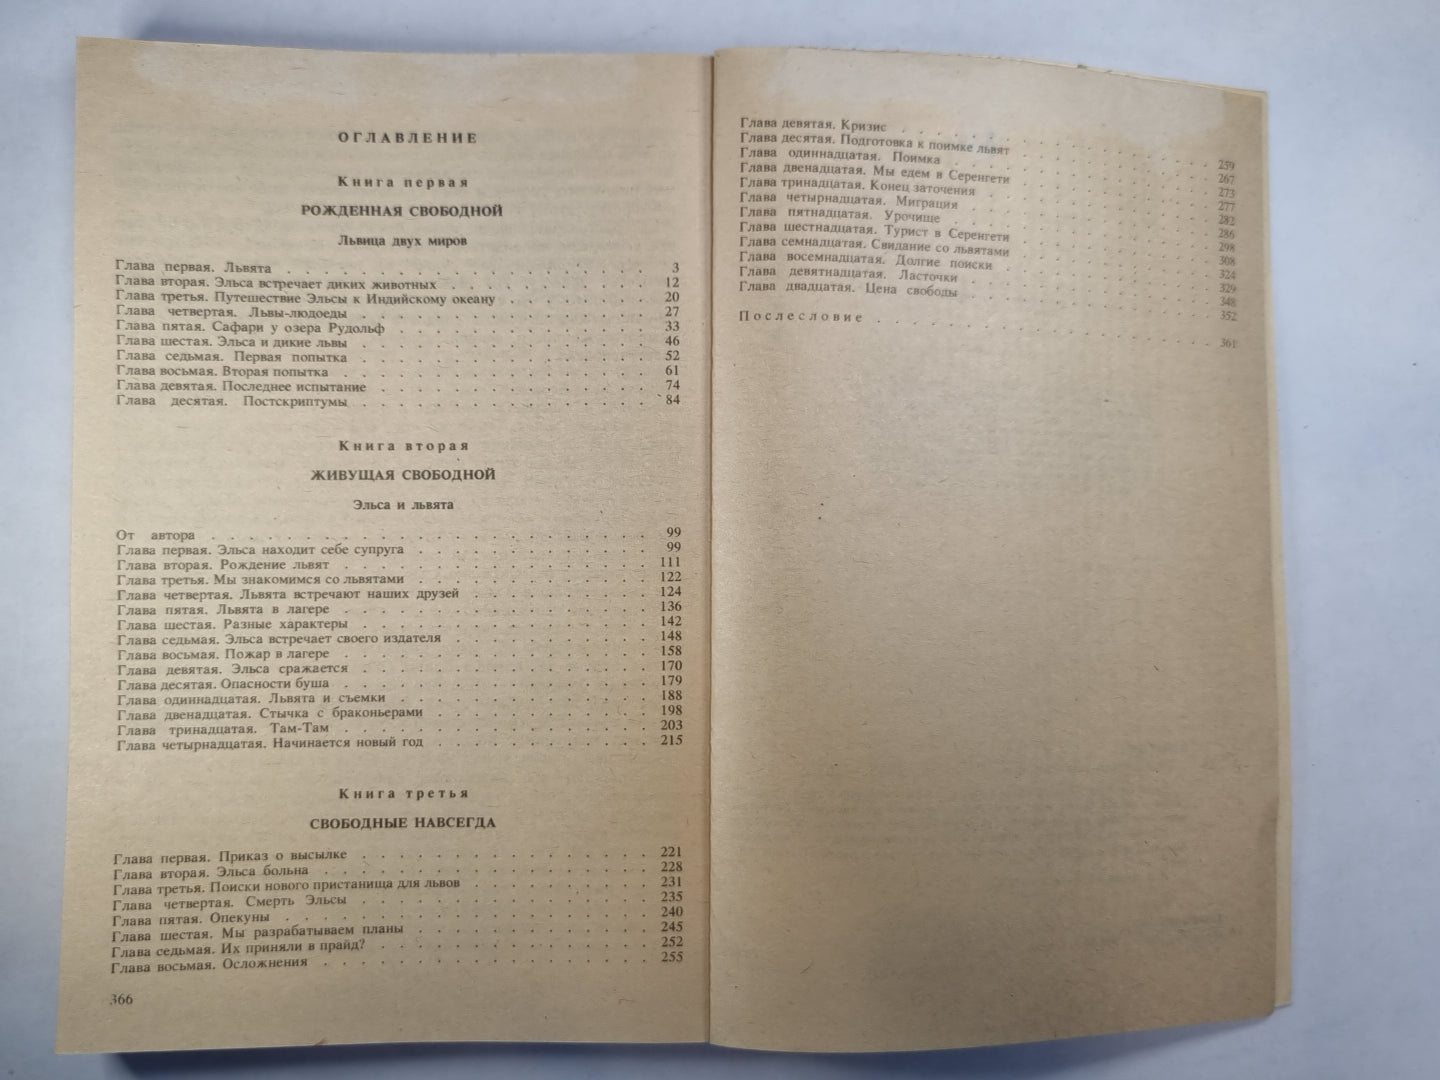 ОГЛАВЛЕНИЕ
Книга первая
РОЖДЕННАЯ СВОБОДНОЙ
Львица двух миров
Глава первая. Львята . . . 3
Глава вторая. Эльса встречает диких животных . . . 12
Глава третья. Путешествие Эльсы к Индийскому океану . . . 20
Глава четвертая. Львы-людоеды . . . 27
Глава пятая. Сафари у озера Рудольф . . . 33
Глава шестая. Эльса и дикие львы . . . 46
Глава седьмая. Первая попытка . . . 52
Глава восьмая. Вторая попытка . . . 61
Глава девятая. Последнее испытание . . . 74
Глава десятая. Постскриптумы . . . 84
Книга вторая
ЖИВУЩАЯ СВОБОДНОЙ
Эльса и львята
От автора . . . 99
Глава первая. Эльса находит себе супруга . . . 99
Глава вторая. Рождение львят . . . 111
Глава третья. Мы знакомимся со львятами . . . 122
Глава четвертая. Львята встречают наших друзей . . . 124
Глава пятая. Львята в лагере . . . 136
Глава шестая. Разные характеры . . . 142
Глава седьмая. Эльса встречает своего издателя . . . 148
Глава восьмая. Пожар в лагере . . . 158
Глава девятая. Эльса сражается . . . 170
Глава десятая. Опасности буша . . . 179
Глава одиннадцатая. Львята и съемки . . . 188
Глава двенадцатая. Стычка с браконьерами . . . 198
Глава тринадцатая. Там-Там . . . 203
Глава четырнадцатая. Начинается новый год . . . 215
Книга третья
СВОБОДНЫЕ НАВСЕГДА
Глава первая. Приказ о высылке . . . 221
Глава вторая. Эльса больна . . . 228
Глава третья. Поиски нового пристанища для львов . . . 231
Глава четвертая. Смерть Эльсы . . . 235
Глава пятая. Опекуны . . . 240
Глава шестая. Мы разрабатываем планы . . . 245
Глава седьмая. Их приняли в прайд? . . . 252
Глава восьмая. Осложнения . . . 255
366
Глава девятая. Кризис . . . 259
Глава десятая. Подготовка к поимке львят . . . 267
Глава одиннадцатая. Поимка . . . 273
Глава двенадцатая. Мы едем в Серенгети . . . 277
Глава тринадцатая. Конец заточения . . . 282
Глава четырнадцатая. Миграция . . . 286
Глава пятнадцатая. Урочище . . . 298
Глава шестнадцатая. Турист в Серенгети . . . 308
Глава семнадцатая. Свидание со львятами . . . 324
Глава восемнадцатая. Долгие поиски . . . 329
Глава девятнадцатая. Ласточки . . . 348
Глава двадцатая. Цена свободы . . . 352
Послесловие . . . 361